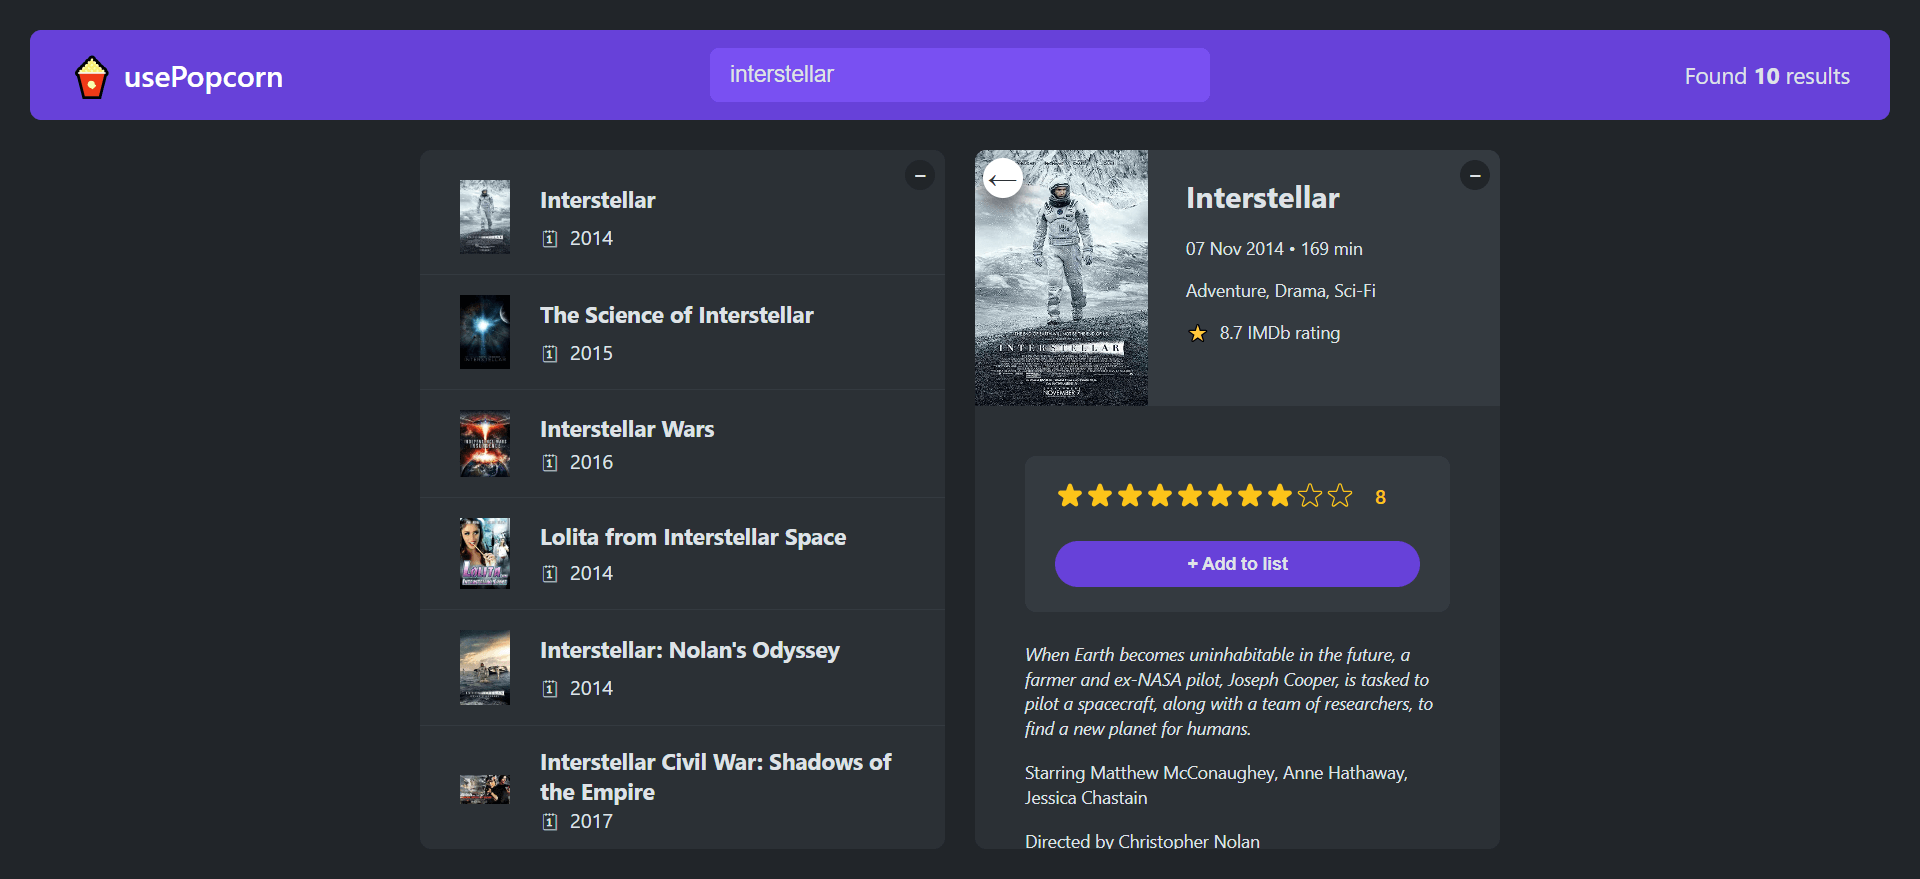 usePopcorn
interstellar
Found 10 results
Interstellar
2014
The Science of Interstellar
2015
Interstellar Wars
2016
Lolita from Interstellar Space
2014
Interstellar: Nolan's Odyssey
2014
Interstellar Civil War: Shadows of
the Empire
2017
INTERSTELLAR
NOVEMBER 7
Interstellar
07 Nov 2014 • 169 min
Adventure, Drama, Sci-Fi
8.7 IMDb rating
8
+ Add to list
When Earth becomes uninhabitable in the future, a
farmer and ex-NASA pilot, Joseph Cooper, is tasked to
pilot a spacecraft, along with a team of researchers, to
find a new planet for humans.
Starring Matthew McConaughey, Anne Hathaway,
Jessica Chastain
Directed by Christopher Nolan